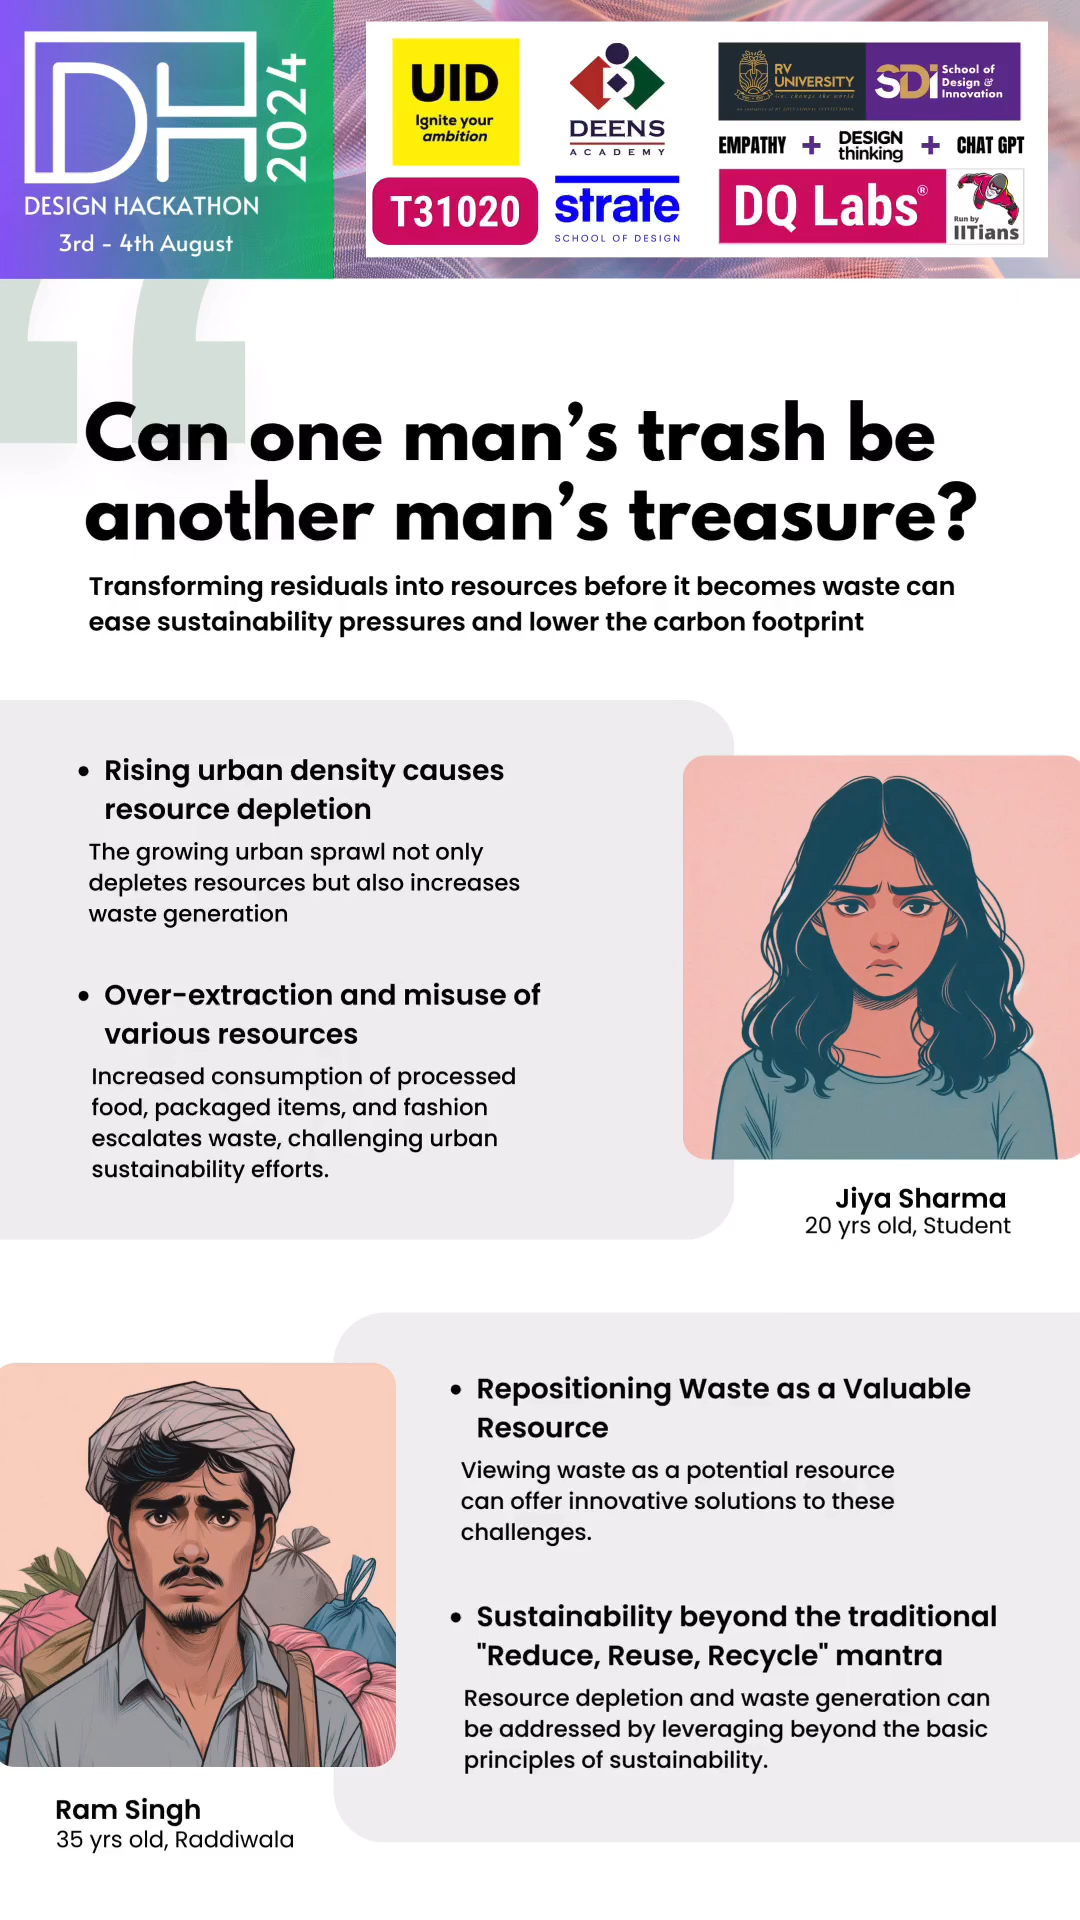 DH
2024
DESIGN HACKATHON
3rd - 4th August
UID
Ignite your
ambition
DEENS
ACADEMY
RV
UNIVERSITY
SDi
School of
Design &
Innovation
EMPATHY + DESIGN thinking + CHAT GPT
T31020
strate
SCHOOL OF DESIGN
DQ Labs®
Run by
IITians
“
Can one man’s trash be
another man’s treasure?
Transforming residuals into resources before it becomes waste can
ease sustainability pressures and lower the carbon footprint
• Rising urban density causes
resource depletion
The growing urban sprawl not only
depletes resources but also increases
waste generation
• Over-extraction and misuse of
various resources
Increased consumption of processed
food, packaged items, and fashion
escalates waste, challenging urban
sustainability efforts.
Jiya Sharma
20 yrs old, Student
• Repositioning Waste as a Valuable
Resource
Viewing waste as a potential resource
can offer innovative solutions to these
challenges.
• Sustainability beyond the traditional
"Reduce, Reuse, Recycle" mantra
Resource depletion and waste generation can
be addressed by leveraging beyond the basic
principles of sustainability.
Ram Singh
35 yrs old, Raddiwala